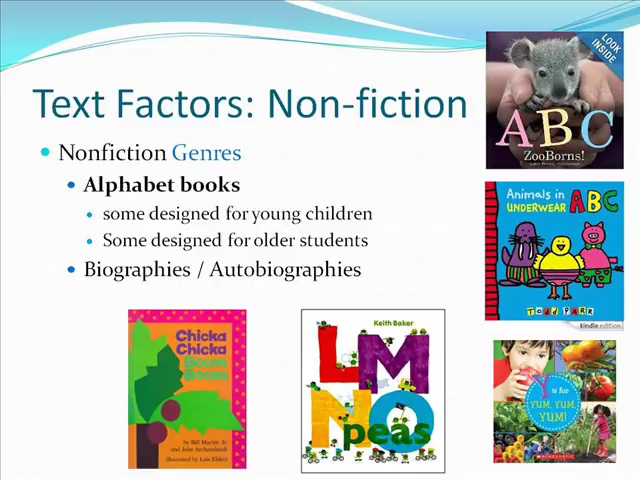 Text Factors: Non-fiction
Nonfiction Genres
Alphabet books
some designed for young children
Some designed for older students
Biographies / Autobiographies
LOOK
INSIDE
ABC
ZooBorns!
Animals in
UNDERWEAR ABC
TODD PARR
kindle edition
Chicka
Chicka
Boom
Boom
by Bill Martin Jr
and John Archambault
illustrated by Lois Ehlert
Keith Baker
LM
NO
peas
Y is for
YUM, YUM,
YUM!
SCHOLASTIC